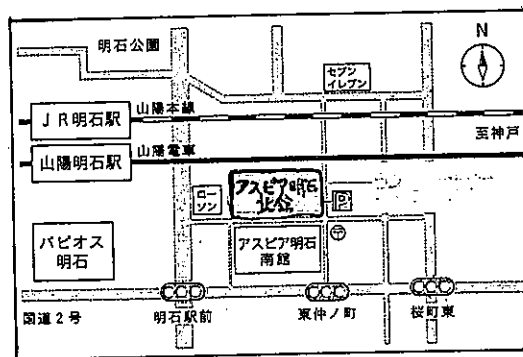 明石公園
N
セブン
イレブン
JR明石駅
山陽本線
至神戸
山陽明石駅
山陽電車
ロー
ソン
アスピア明石
北館
P
パピオス
明石
アスピア明石
南館
〒
国道2号
明石駅前
東仲ノ町
桜町東